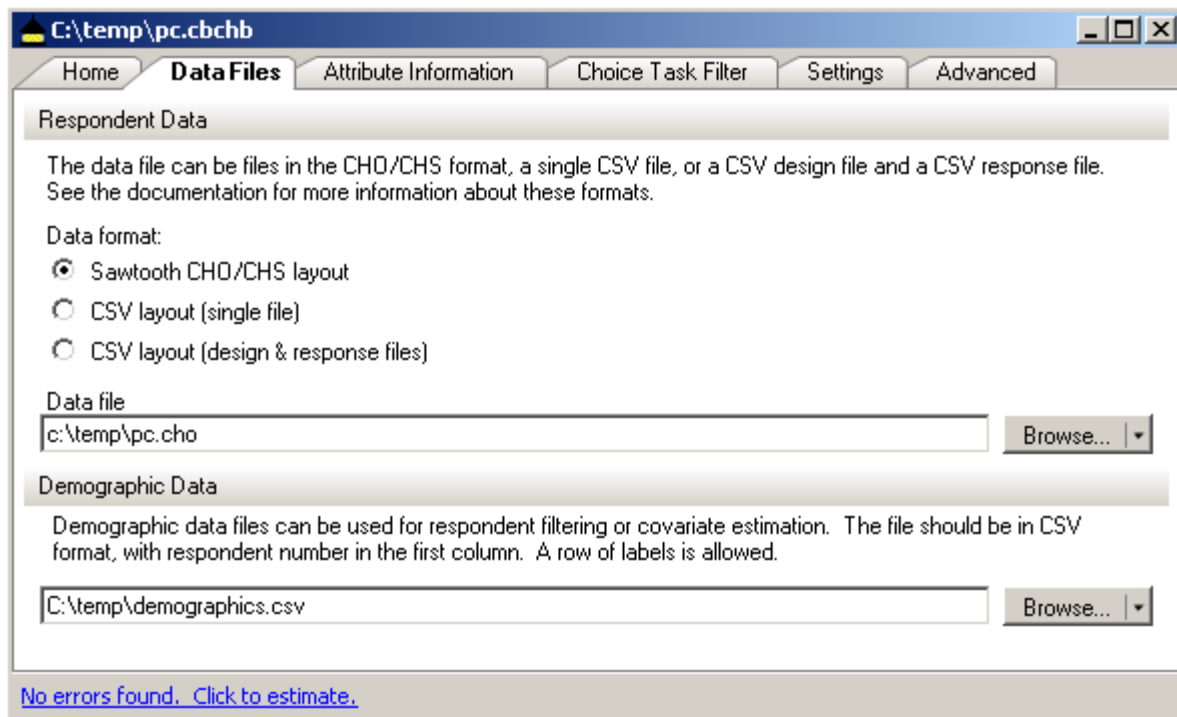 C:\temp\pc.cbchb
Home Data Files Attribute Information Choice Task Filter Settings Advanced
Respondent Data
The data file can be files in the CHO/CHS format, a single CSV file, or a CSV design file and a CSV response file.
See the documentation for more information about these formats.
Data format:
Sawtooth CHO/CHS layout
CSV layout (single file)
CSV layout (design & response files)
Data file
c:\temp\pc.cho Browse...
Demographic Data
Demographic data files can be used for respondent filtering or covariate estimation. The file should be in CSV
format, with respondent number in the first column. A row of labels is allowed.
C:\temp\demographics.csv Browse...
No errors found. Click to estimate.